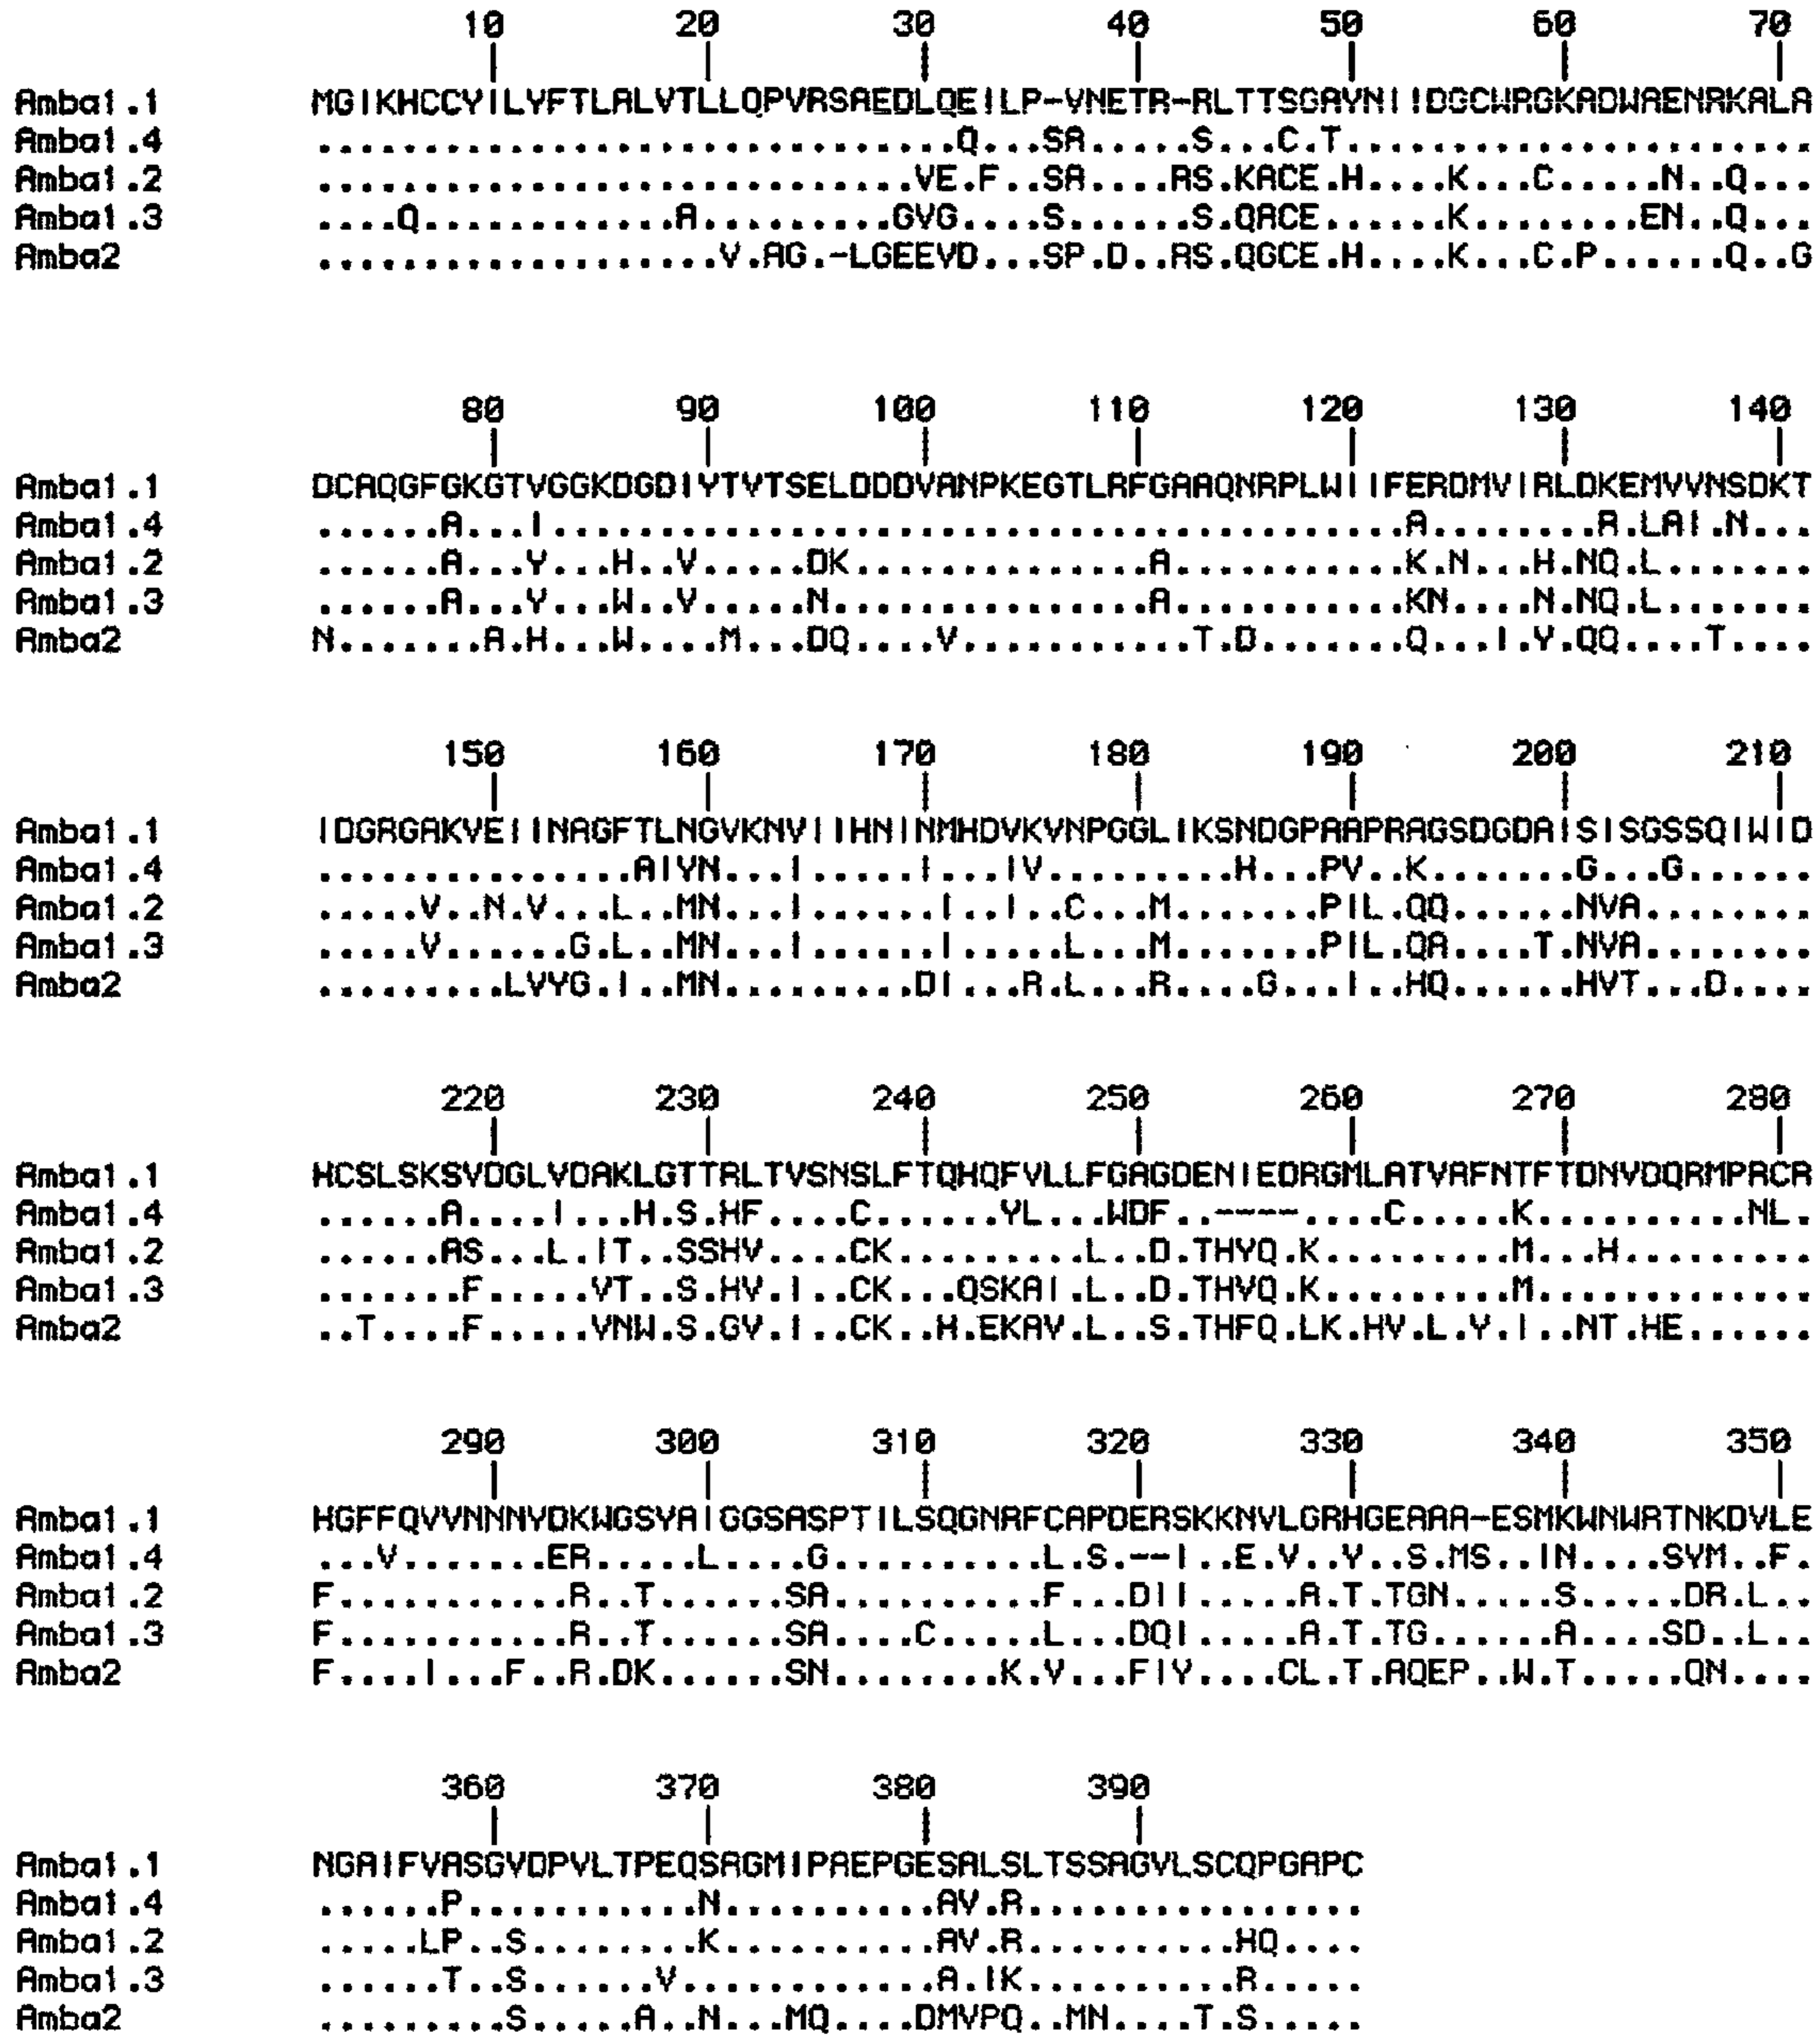 10 20 30 40 50 60 70
Amba1.1 MGIKHCCYILYFTLALVTLLQPVRSAEDLQEILP-VNETR-RLTTSGAYNIIDGCWRGKADWAENRKALA
Amba1.4 ..............................Q...SA.....S...C.T......................
Amba1.2 ............................VE.F..SA....RS.KACE.H....K...C.....N..Q...
Amba1.3 ....Q............A.........GVG....S......S.QACE......K........EN..Q...
Amba2 ...................V.AG.-LGEEVD...SP.D..RS.QGCE.H....K...C.P......Q..G
80 90 100 110 120 130 140
Amba1.1 DCAQGFGKGTVGGKDGDIYTVTSELDDDVANPKEGTLRFGAAQNRPLWIIFERDMVIRLDKEMVVNSDKT
Amba1.4 ......A...I........................................A........R.LAI.N...
Amba1.2 ......A...Y...H..V.....DK..............A...........K.N...H.NQ.L.......
Amba1.3 ......A...Y...W..V.....N...............A...........KN....N.NQ.L.......
Amba2 N.......A.H...W....M...DQ....V...........T.D.......Q...I.Y.QQ....T....
150 160 170 180 190 200 210
Amba1.1 IDGRGAKVEIINAGFTLNGVKNVIIHNINMHDVKVNPGGLIKSNDGPAAPRAGSDGDAISISGSSQIWID
Amba1.4 ...............AIYN...I.....I...IV.........H...PV..K.......G...G......
Amba1.2 .....V..N.V...L..MN...I......I..I..C...M.......PIL.QQ......NVA........
Amba1.3 .....V......G.L..MN...I......I.....L...M.......PIL.QA....T.NVA........
Amba2 .........LVYG.I..MN.........DI...R.L...R....G...I..HQ......HVT...D....
220 230 240 250 260 270 280
Amba1.1 HCSLSKSVDGLVDAKLGTTRLTVSNSLFTQHQFVLLFGAGDENIEDRGMLATVAFNTFTDNVDQRMPRCR
Amba1.4 ......A....I...H.S.HF....C......YL...WDF..----....C.....K..........NL.
Amba1.2 ......AS...L.IT..SSHV....CK.........L..D.THYQ.K.........M...H.........
Amba1.3 .......F.....VT..S.HV.I..CK...QSKAI.L..D.THVQ.K.........M.............
Amba2 ..T....F.....VNW.S.GV.I..CK..H.EKAV.L..S.THFQ.LK.HV.L.Y.I..NT.HE......
290 300 310 320 330 340 350
Amba1.1 HGFFQVVNNNYDKWGSYAIGGSASPTILSQGNRFCAPDERSKKNVLGRHGEAAA-ESMKWNWRTNKDVLE
Amba1.4 ...V.......ER.....L....G..........L.S.--I..E.V..Y..S.MS..IN....SVM..F.
Amba1.2 F...........R..T......SA..........F...DII.....A.T.TGN.....S.....DR.L..
Amba1.3 F...........R..T......SA....C.....L...DQI.....A.T.TG......A....SD..L..
Amba2 F....I...F..R.DK......SN........K.V...FIY....CL.T.AQEP..W.T.....QN....
360 370 380 390
Amba1.1 NGAIFVASGVDPVLTPEQSAGMIPAEPGESALSLTSSAGVLSCQPGAPC
Amba1.4 ......P...........N..........AV.R................
Amba1.2 .....LP..S........K..........AV.R..........HQ....
Amba1.3 ......T..S......V............A.IK..........R.....
Amba2 .........S.....A..N...MQ....DMVPQ..MN....T.S.....